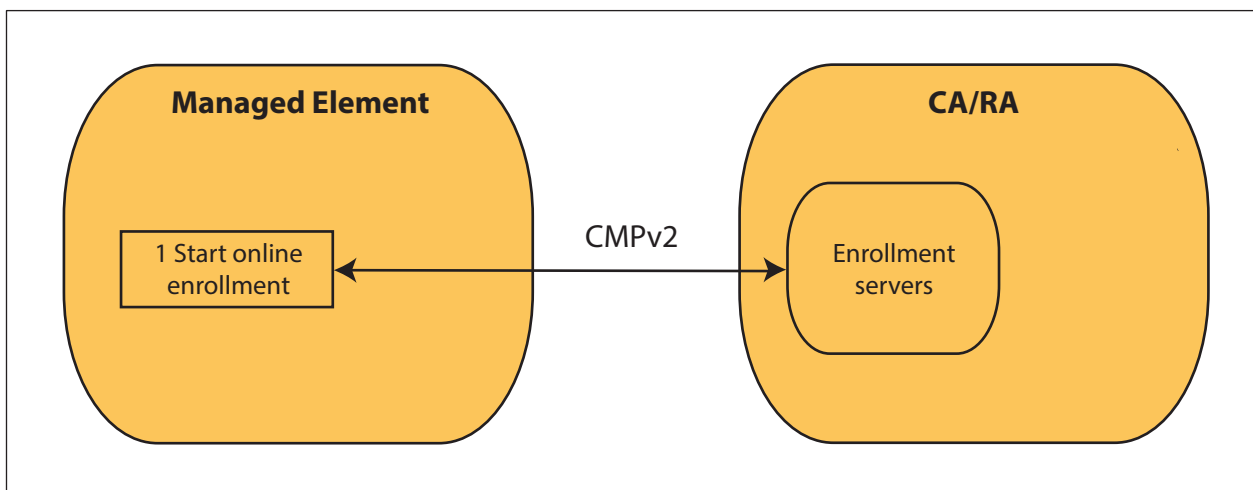 Managed Element
CA/RA
CMPv2
1 Start online
enrollment
Enrollment
servers